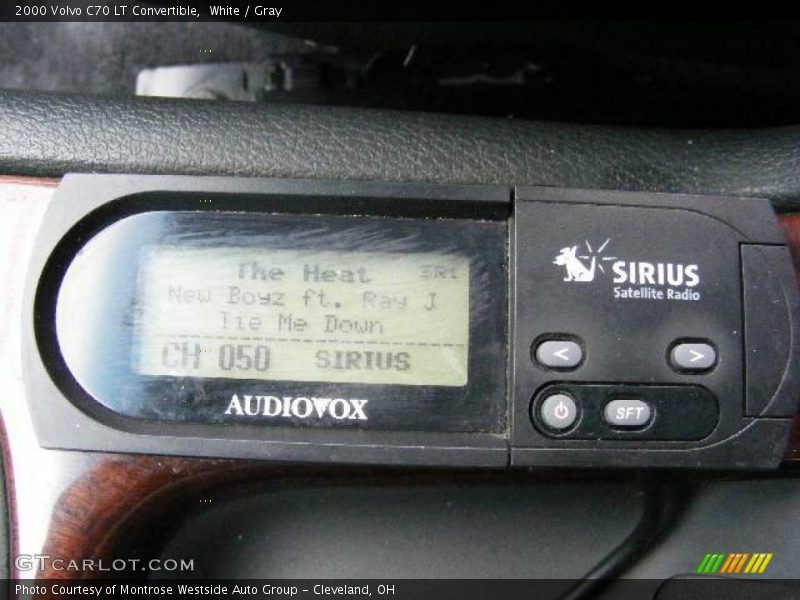 2000 Volvo C70 LT Convertible, White / Gray
The Heat SR1
New Boyz ft. Ray J
Tie Me Down
CH 050 SIRIUS
AUDIOVOX
SIRIUS
Satellite Radio
< >
SFT
GTCARLOT.COM
Photo Courtesy of Montrose Westside Auto Group - Cleveland, OH